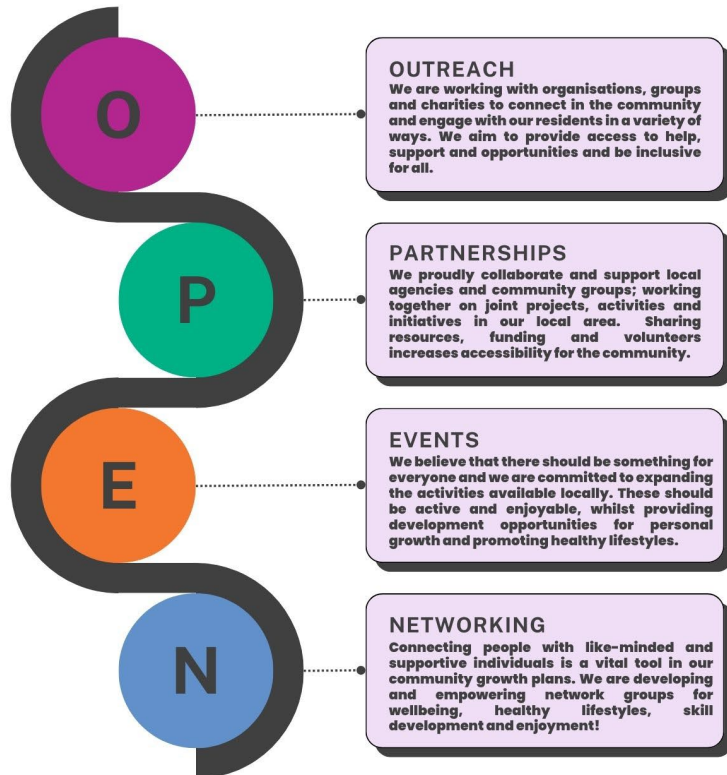 O
OUTREACH
We are working with organisations, groups
and charities to connect in the community
and engage with our residents in a variety of
ways. We aim to provide access to help,
support and opportunities and be inclusive
for all.
P
PARTNERSHIPS
We proudly collaborate and support local
agencies and community groups; working
together on joint projects, activities and
initiatives in our local area. Sharing
resources, funding and volunteers
increases accessibility for the community.
E
EVENTS
We believe that there should be something for
everyone and we are committed to expanding
the activities available locally. These should
be active and enjoyable, whilst providing
development opportunities for personal
growth and promoting healthy lifestyles.
N
NETWORKING
Connecting people with like-minded and
supportive individuals is a vital tool in our
community growth plans. We are developing
and empowering network groups for
wellbeing, healthy lifestyles, skill
development and enjoyment!